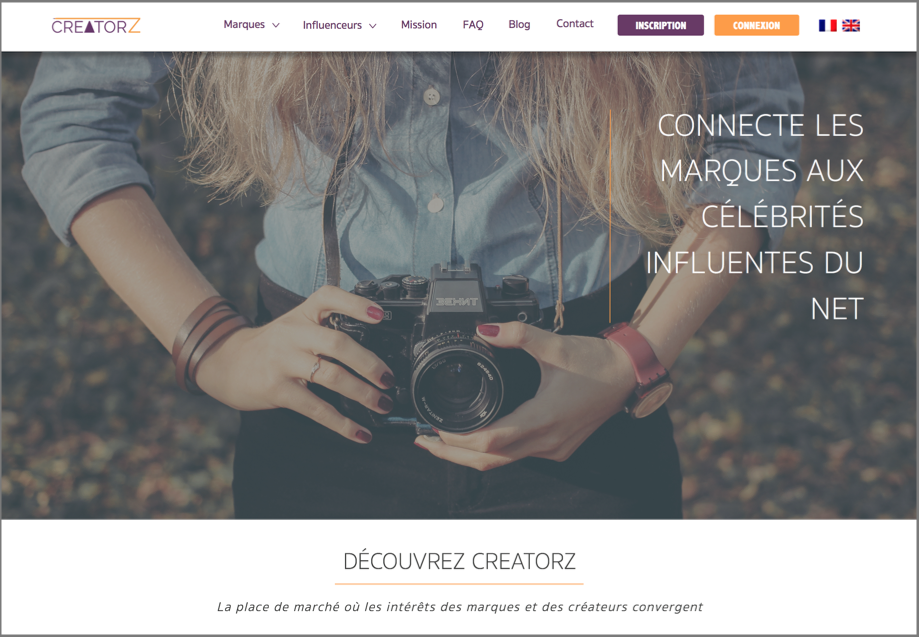 CREATORZ
Marques Influenceurs Mission FAQ Blog Contact INSCRIPTION CONNEXION
CONNECTE LES
MARQUES AUX
CÉLÉBRITÉS
INFLUENTES DU
NET
ЗЕНИТ
DÉCOUVREZ CREATORZ
La place de marché où les intérêts des marques et des créateurs convergent